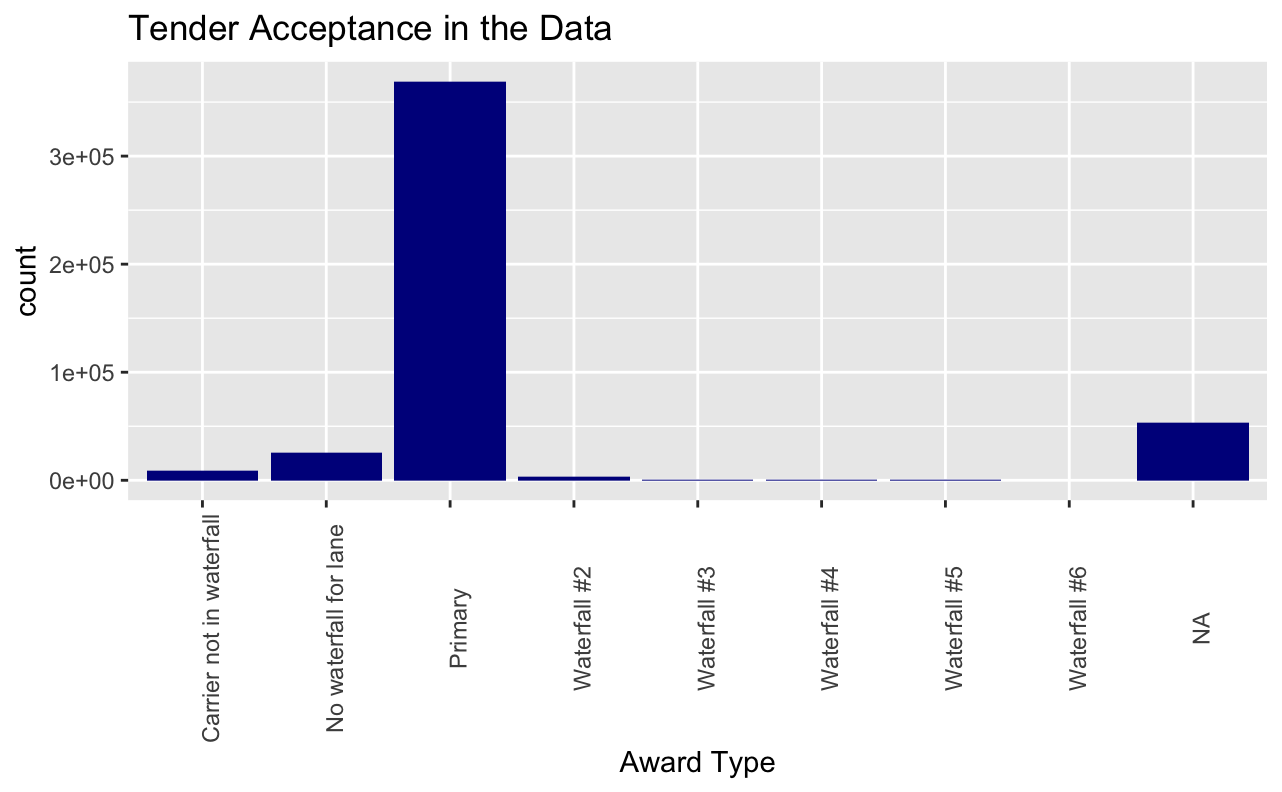 Tender Acceptance in the Data
count
3e+05
2e+05
1e+05
0e+00
Carrier not in waterfall
No waterfall for lane
Primary
Waterfall #2
Waterfall #3
Waterfall #4
Waterfall #5
Waterfall #6
NA
Award Type